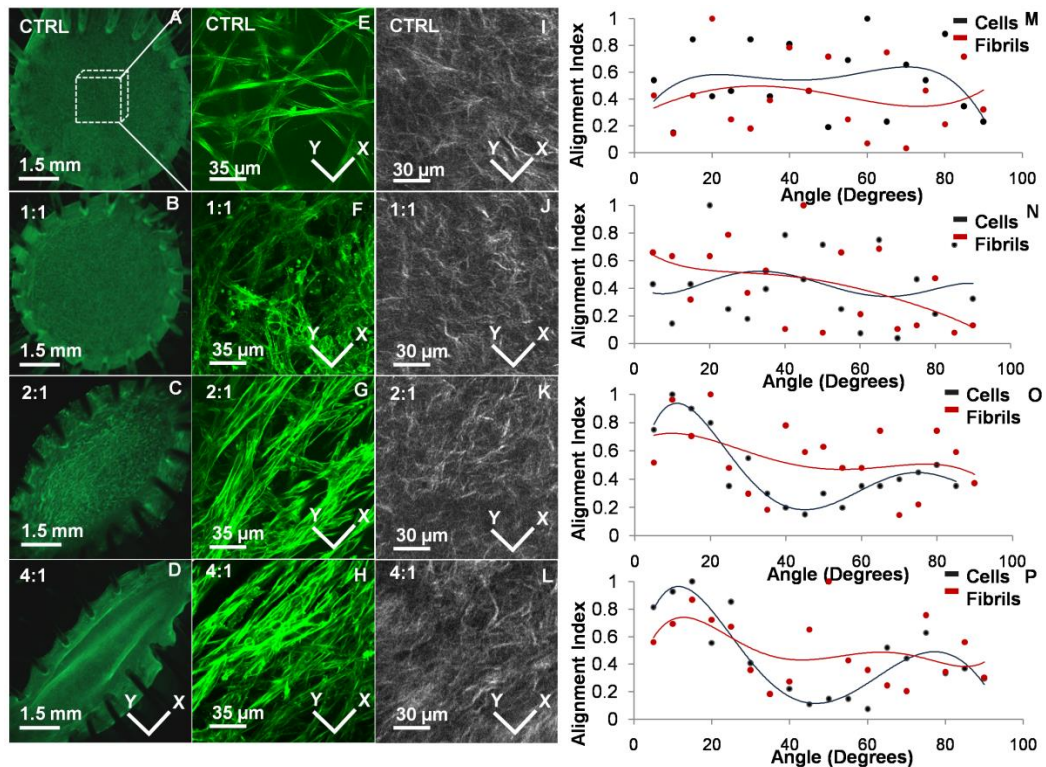 CTRL A
1.5 mm
CTRL E
35 µm Y X
I
30 µm Y X
1:1 B
1.5 mm
1:1 F
35 µm Y X
1:1 J
30 µm Y X
2:1 C
1.5 mm
2:1 G
35 µm Y X
2:1 K
30 µm Y X
4:1 D
1.5 mm Y X
4:1 H
35 µm Y X
4:1 L
30 µm Y X
Alignment Index
1
0.8
0.6
0.4
0.2
0
Cells M
Fibrils
0 20 40 60 80 100
Angle (Degrees)
Alignment Index
1
0.8
0.6
0.4
0.2
0
Cells N
Fibrils
0 20 40 60 80 100
Angle (Degrees)
Alignment Index
1
0.8
0.6
0.4
0.2
0
Cells O
Fibrils
0 20 40 60 80 100
Angle (Degrees)
Alignment Index
1
0.8
0.6
0.4
0.2
0
Cells P
Fibrils
0 20 40 60 80 100
Angle (Degrees)